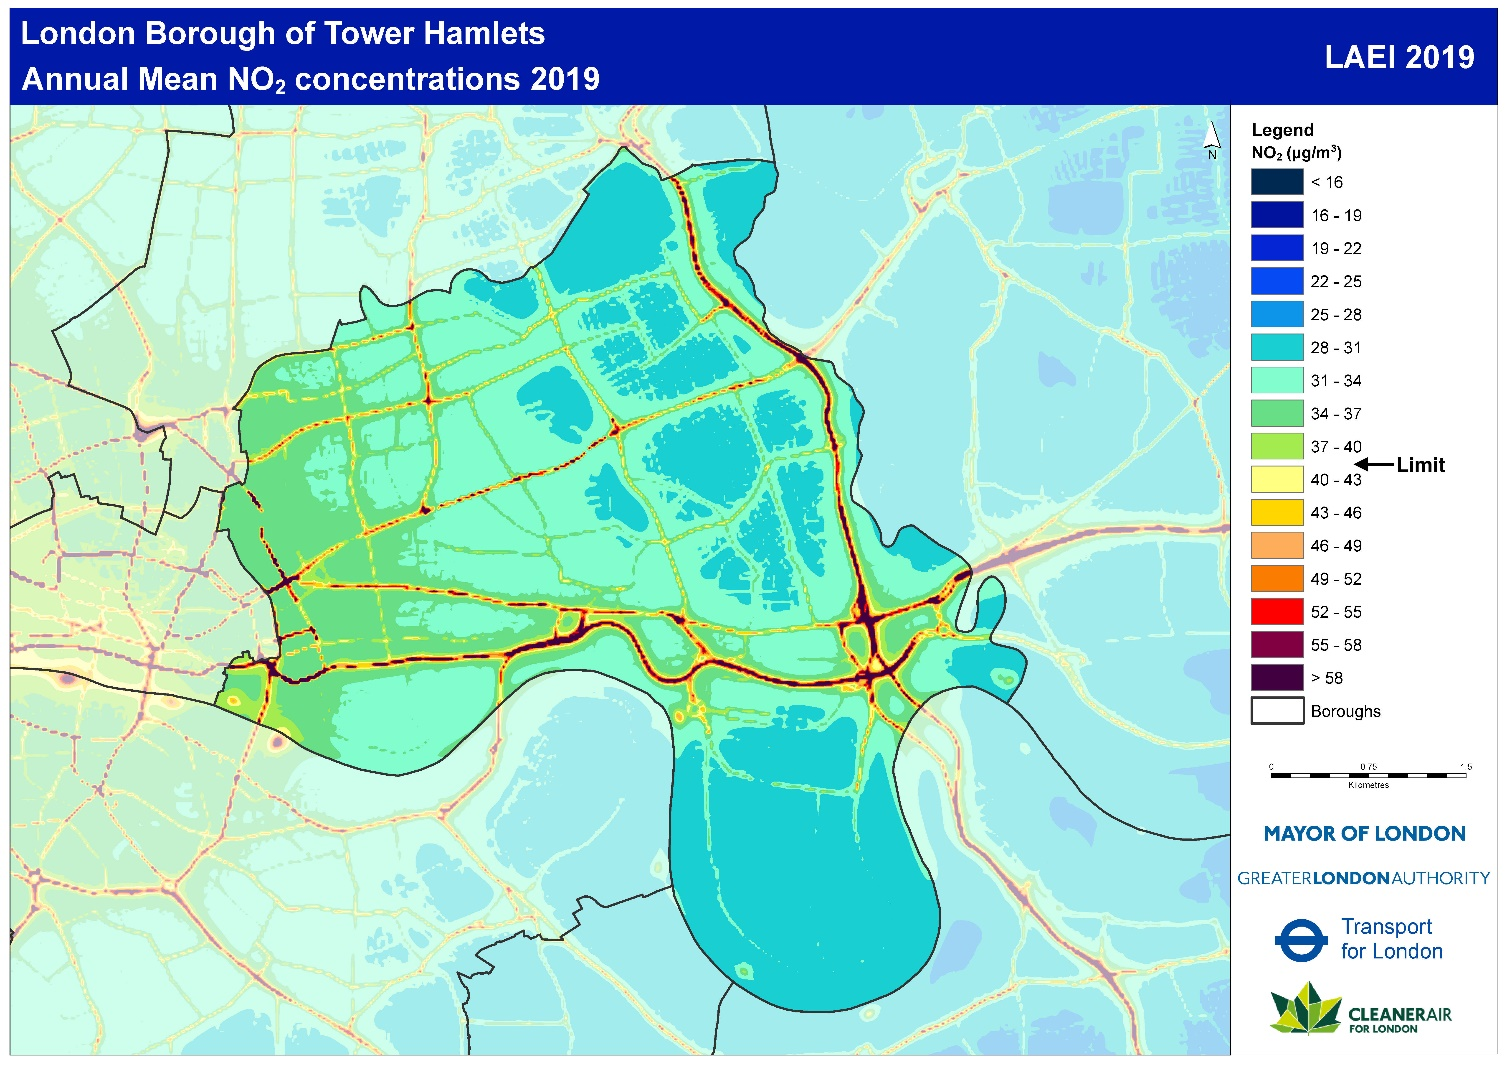 London Borough of Tower Hamlets
Annual Mean NO₂ concentrations 2019
LAEI 2019
N
Legend
NO₂ (µg/m³)
< 16
16 - 19
19 - 22
22 - 25
25 - 28
28 - 31
31 - 34
34 - 37
37 - 40
Limit
40 - 43
43 - 46
46 - 49
49 - 52
52 - 55
55 - 58
> 58
Boroughs
0 0.75 1.5
Kilometres
MAYOR OF LONDON
GREATERLONDONAUTHORITY
Transport
for London
CLEANERAIR
FOR LONDON